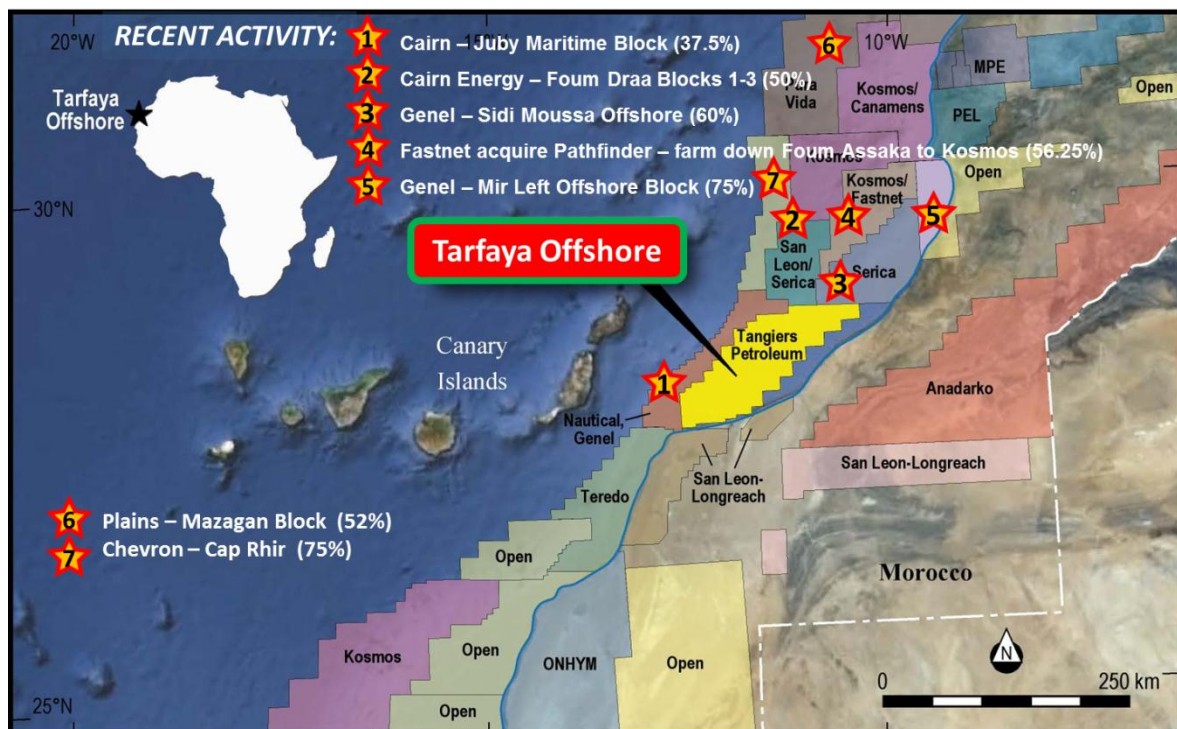 20°W
RECENT ACTIVITY:
1 Cairn – Juby Maritime Block (37.5%)
2 Cairn Energy – Foum Draa Blocks 1-3 (50%)
3 Genel – Sidi Moussa Offshore (60%)
4 Fastnet acquire Pathfinder – farm down Foum Assaka to Kosmos (56.25%)
5 Genel – Mir Left Offshore Block (75%)
10°W
6
Vida
Kosmos/
Canamens
MPE
Open
PEL
Tarfaya
Offshore
Kosmos
Open
30°N
7
Kosmos/
Fastnet
2
4
5
San
Leon/
Serica
Serica
3
Tarfaya Offshore
Canary
Islands
Tangiers
Petroleum
1
Anadarko
Nautical,
Genel
San Leon-
Longreach
San Leon-Longreach
Teredo
6 Plains – Mazagan Block (52%)
7 Chevron – Cap Rhir (75%)
Open
Morocco
Kosmos
Open
ONHYM
Open
N
0
250 km
25°N
Open
15°W